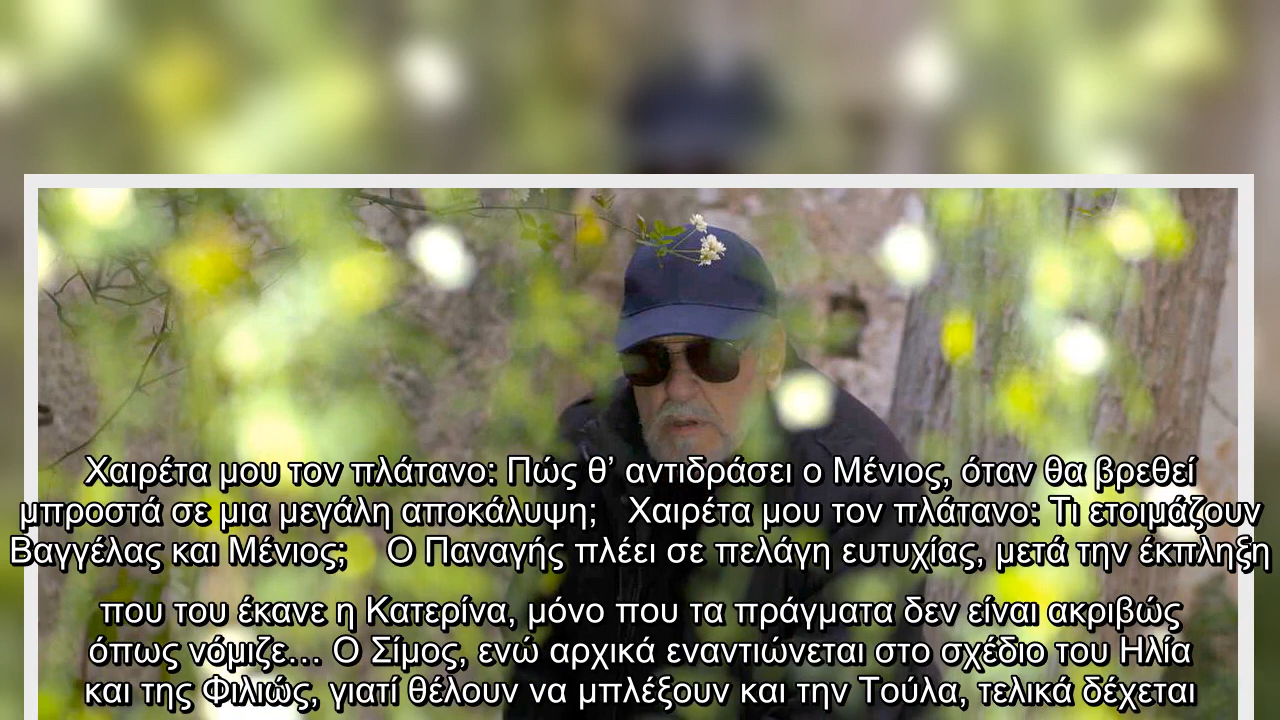 Χαιρέτα μου τον πλάτανο: Πώς θ’ αντιδράσει ο Μένιος, όταν θα βρεθεί
μπροστά σε μια μεγάλη αποκάλυψη;   Χαιρέτα μου τον πλάτανο: Τι ετοιμάζουν
Βαγγέλας και Μένιος;    Ο Παναγής πλέει σε πελάγη ευτυχίας, μετά την έκπληξη
που του έκανε η Κατερίνα, μόνο που τα πράγματα δεν είναι ακριβώς
όπως νόμιζε… Ο Σίμος, ενώ αρχικά εναντιώνεται στο σχέδιο του Ηλία
και της Φιλιώς, γιατί θέλουν να μπλέξουν και την Τούλα, τελικά δέχεται